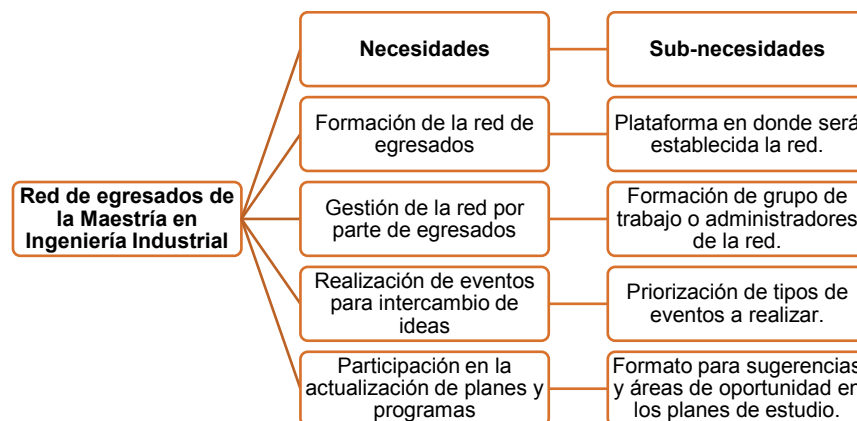 Necesidades
Sub-necesidades
Formación de la red de
egresados
Plataforma en donde será
establecida la red.
Red de egresados de
la Maestría en
Ingeniería Industrial
Gestión de la red por
parte de egresados
Formación de grupo de
trabajo o administradores
de la red.
Realización de eventos
para intercambio de
ideas
Priorización de tipos de
eventos a realizar.
Participación en la
actualización de planes y
programas
Formato para sugerencias
y áreas de oportunidad en
los planes de estudio.